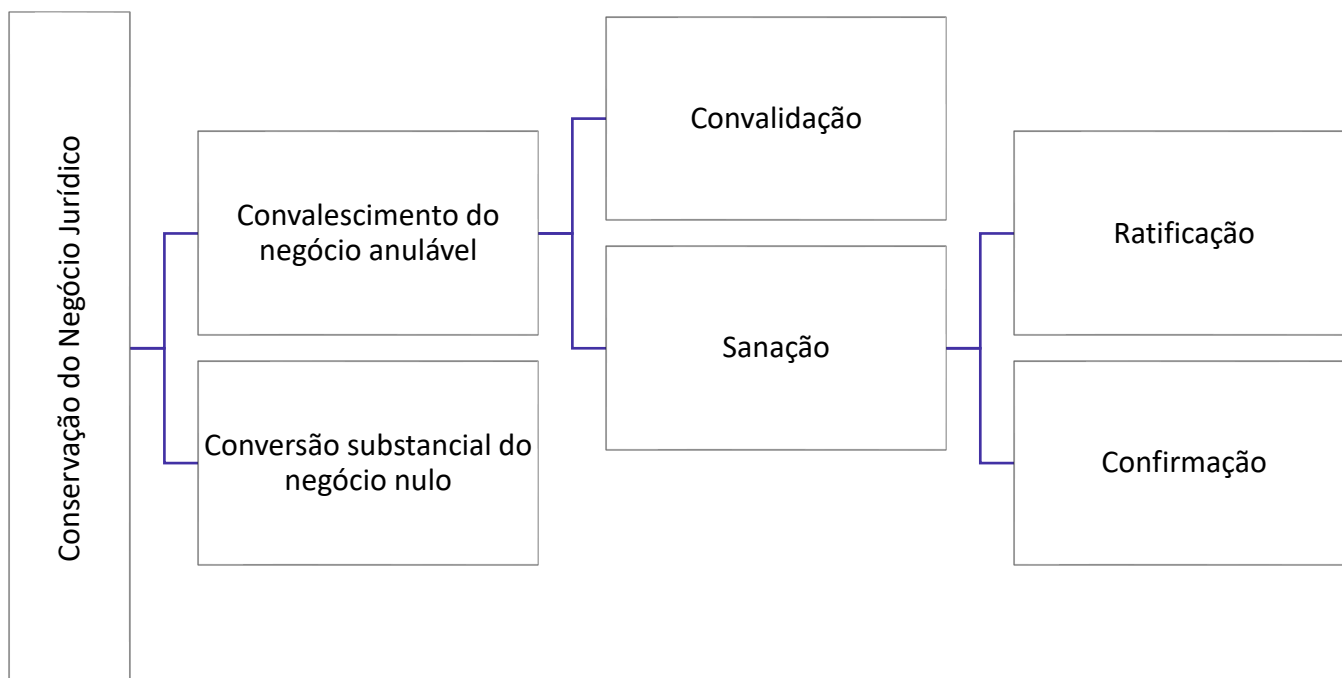 Conservação do Negócio Jurídico
Convalescimento do
negócio anulável
Conversão substancial do
negócio nulo
Convalidação
Sanação
Ratificação
Confirmação